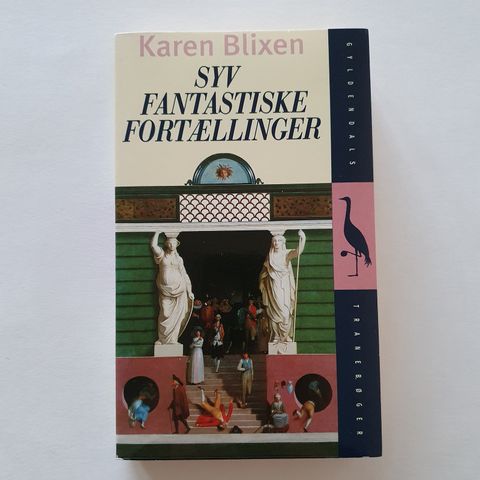 Karen Blixen
SYV
FANTASTISKE
FORTÆLLINGER
GYLDENDALS
TRANEBØGER